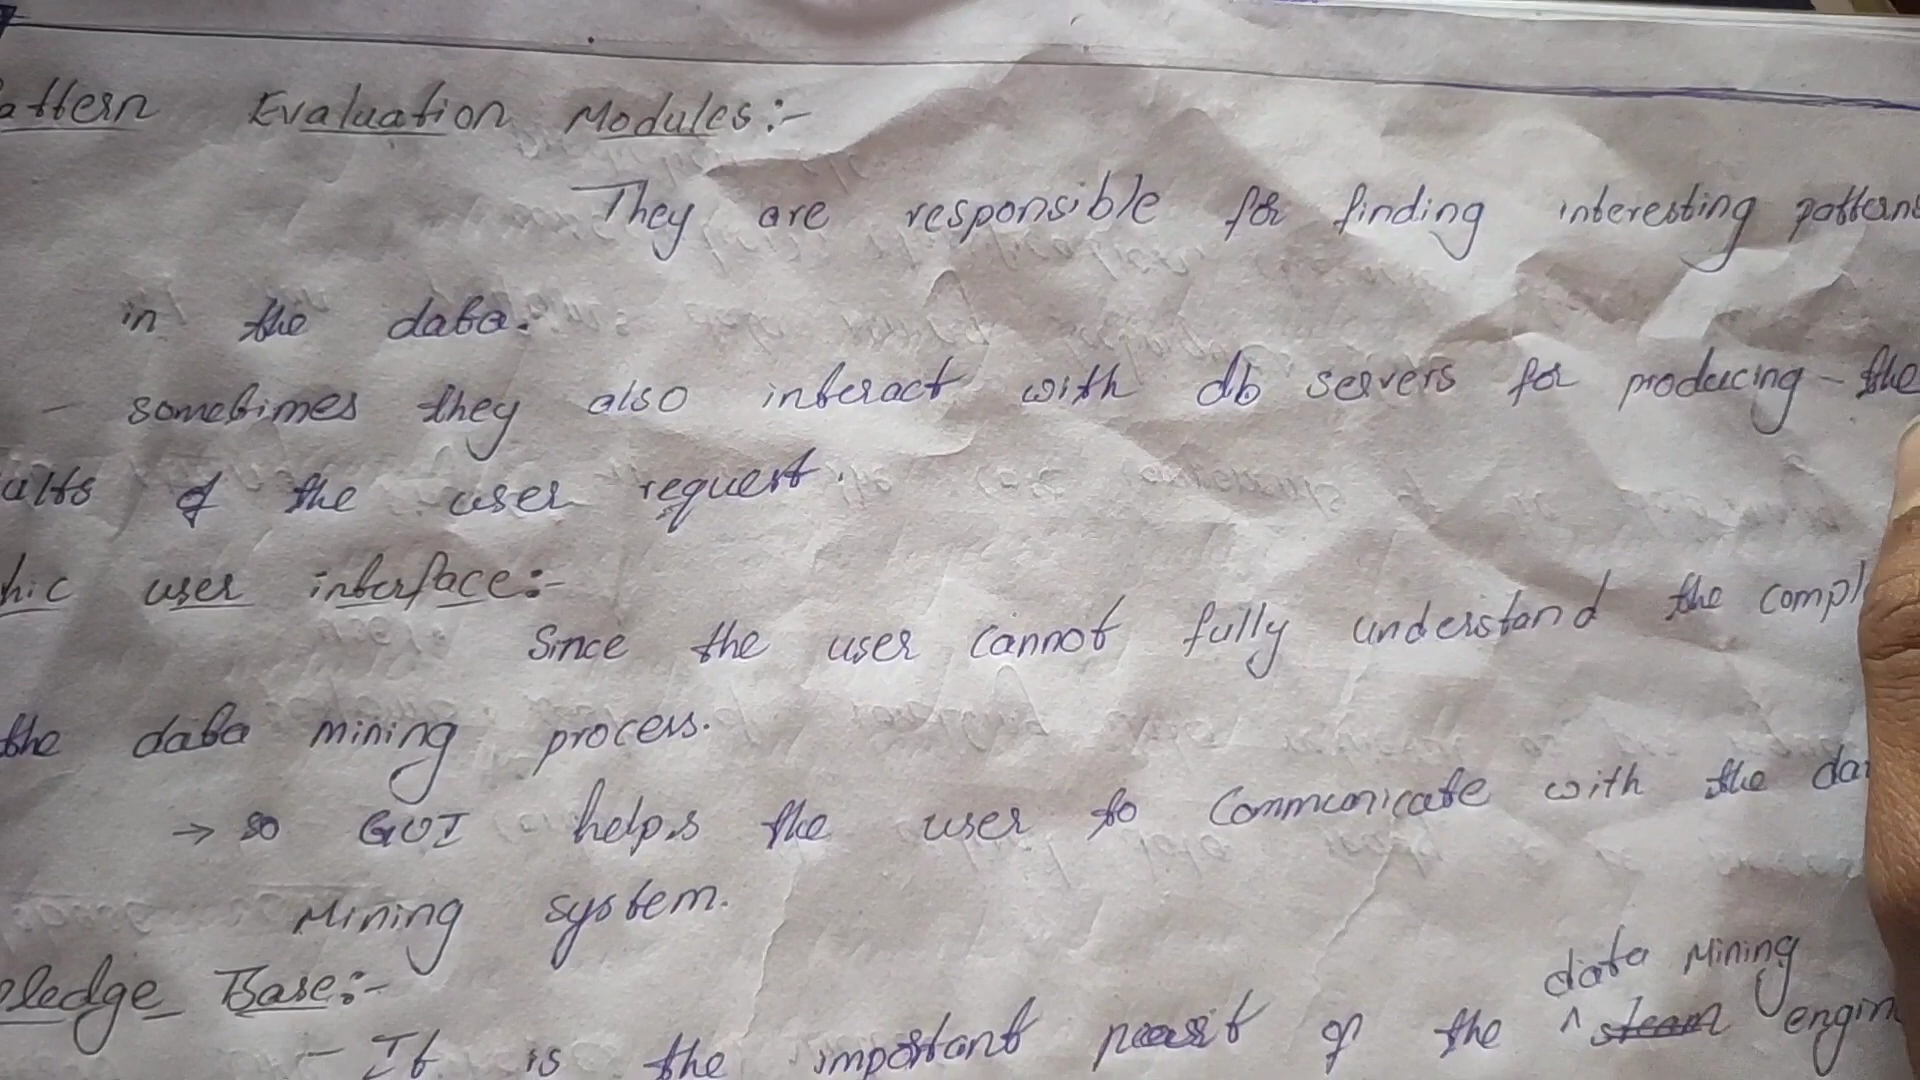 attern Evaluation Modules:-
They are responsible for finding interesting patterns
in the data.
- sometimes they also interact with db servers for producing the
ults of the user request.
hic user interface:-
Since the user cannot fully understand the compl
the data mining process.
→ so GUI helps the user to Communicate with the da
Mining system.
ledge Base:-
data Mining
- It is the important part of the ^ steam engin